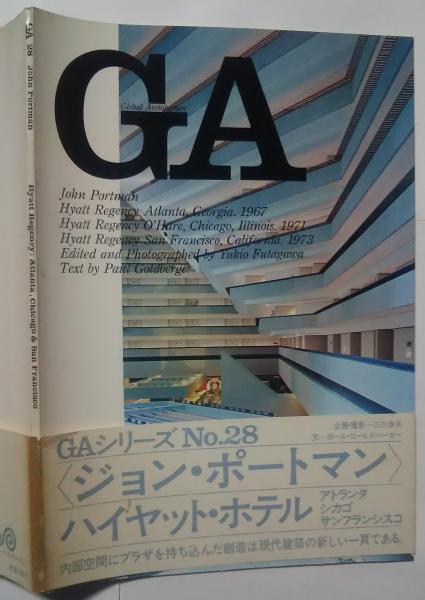 GA 28 John Portman Hyatt Regency: Atlanta, Chicago & San Francisco
GA
Global Architecture
John Portman
Hyatt Regency Atlanta, Georgia. 1967
Hyatt Regency O'Hare, Chicago, Illinois. 1971
Hyatt Regency San Francisco, California. 1973
Edited and Photographed by Yukio Futagawa
Text by Paul Goldberger
GAシリーズ No.28
企画・撮影―二川幸夫
文―ポール・ゴールドバーガー
〈ジョン・ポートマン〉
ハイヤット・ホテル
アトランタ
シカゴ
サンフランシスコ
内部空間にプラザを持ち込んだ創造は現代建築の新しい一頁である。